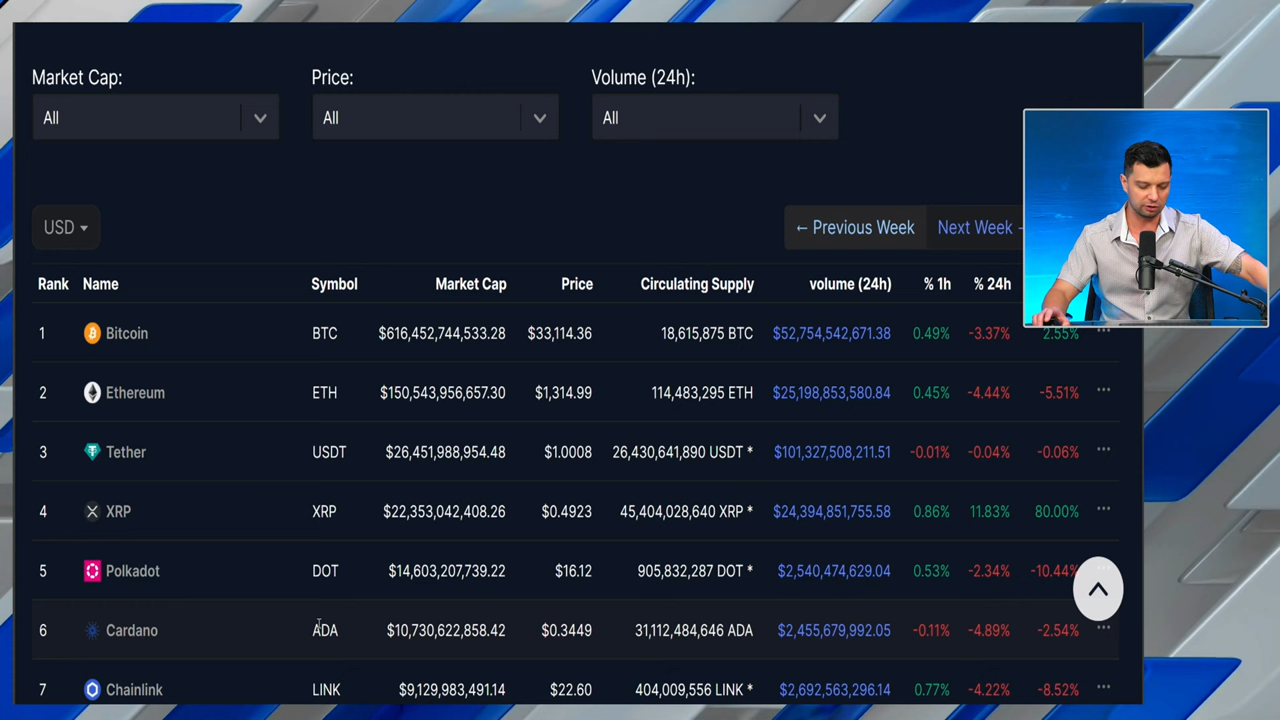 Market Cap: Price: Volume (24h):
All All All
USD ← Previous Week Next Week
Rank Name Symbol Market Cap Price Circulating Supply volume (24h) % 1h % 24h
1 Bitcoin BTC $616,452,744,533.28 $33,114.36 18,615,875 BTC $52,754,542,671.38 0.49% -3.37% 2.55%
2 Ethereum ETH $150,543,956,657.30 $1,314.99 114,483,295 ETH $25,198,853,580.84 0.45% -4.44% -5.51%
3 Tether USDT $26,451,988,954.48 $1.0008 26,430,641,890 USDT * $101,327,508,211.51 -0.01% -0.04% -0.06%
4 XRP XRP $22,353,042,408.26 $0.4923 45,404,028,640 XRP * $24,394,851,755.58 0.86% 11.83% 80.00%
5 Polkadot DOT $14,603,207,739.22 $16.12 905,832,287 DOT * $2,540,474,629.04 0.53% -2.34% -10.44%
6 Cardano ADA $10,730,622,858.42 $0.3449 31,112,484,646 ADA $2,455,679,992.05 -0.11% -4.89% -2.54%
7 Chainlink LINK $9,129,983,491.14 $22.60 404,009,556 LINK * $2,692,563,296.14 0.77% -4.22% -8.52%